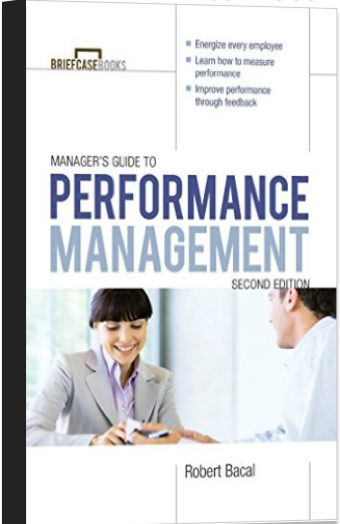 BRIEFCASEBOOKS
Energize every employee
Learn how to measure
performance
Improve performance
through feedback
MANAGER'S GUIDE TO
PERFORMANCE
MANAGEMENT
SECOND EDITION
Robert Bacal